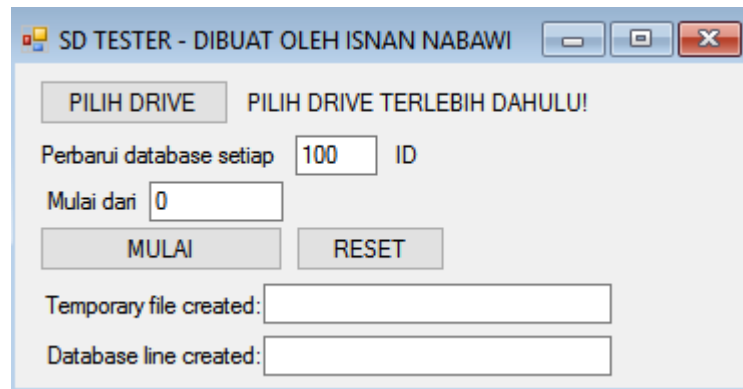 SD TESTER - DIBUAT OLEH ISNAN NABAWI
PILIH DRIVE PILIH DRIVE TERLEBIH DAHULU!
Perbarui database setiap 100 ID
Mulai dari 0
MULAI RESET
Temporary file created:
Database line created: